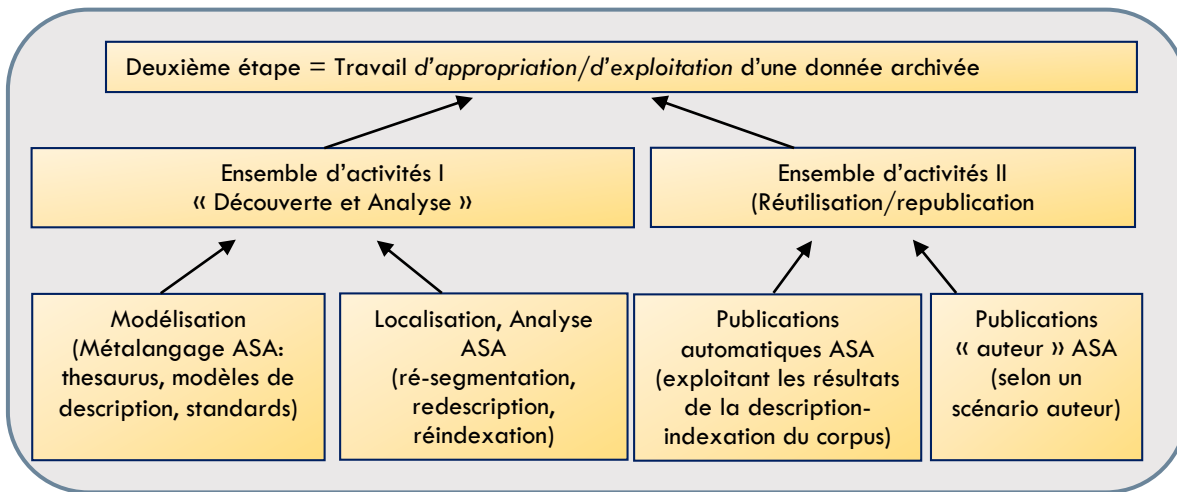 Deuxième étape = Travail d'appropriation/d'exploitation d'une donnée archivée
Ensemble d'activités I
« Découverte et Analyse »
Ensemble d'activités II
(Réutilisation/republication
Modélisation
(Métalangage ASA:
thesaurus, modèles de
description, standards)
Localisation, Analyse
ASA
(ré-segmentation,
redescription,
réindexation)
Publications
automatiques ASA
(exploitant les résultats
de la description-
indexation du corpus)
Publications
« auteur » ASA
(selon un
scénario auteur)